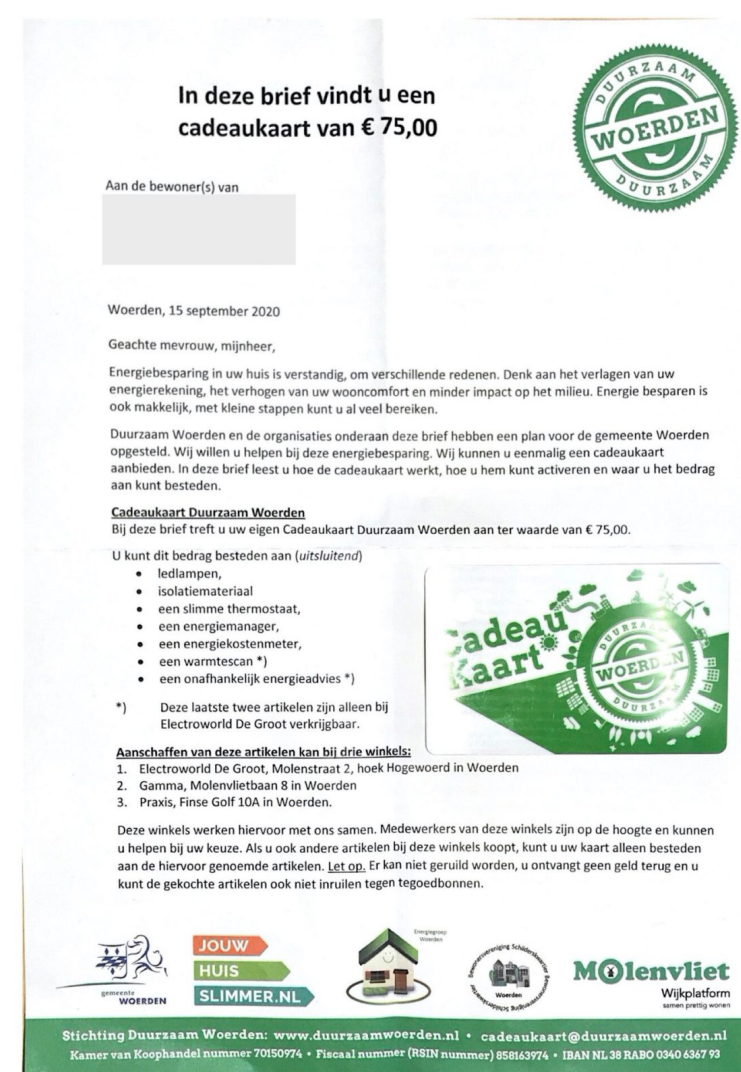 In deze brief vindt u een
cadeaukaart van € 75,00
DUURZAAM
WOERDEN
DUURZAAM
Aan de bewoner(s) van
Woerden, 15 september 2020
Geachte mevrouw, mijnheer,
Energiebesparing in uw huis is verstandig, om verschillende redenen. Denk aan het verlagen van uw
energierekening, het verhogen van uw wooncomfort en minder impact op het milieu. Energie besparen is
ook makkelijk, met kleine stappen kunt u al veel bereiken.
Duurzaam Woerden en de organisaties onderaan deze brief hebben een plan voor de gemeente Woerden
opgesteld. Wij willen u helpen bij deze energiebesparing. Wij kunnen u eenmalig een cadeaukaart
aanbieden. In deze brief leest u hoe de cadeaukaart werkt, hoe u hem kunt activeren en waar u het bedrag
aan kunt besteden.
Cadeaukaart Duurzaam Woerden
Bij deze brief treft u uw eigen Cadeaukaart Duurzaam Woerden aan ter waarde van € 75,00.
U kunt dit bedrag besteden aan (uitsluitend)
• ledlampen,
• isolatiemateriaal
• een slimme thermostaat,
• een energiemanager,
• een energiekostenmeter,
• een warmtescan *)
• een onafhankelijk energieadvies *)
*) Deze laatste twee artikelen zijn alleen bij
Electroworld De Groot verkrijgbaar.
Cadeau
Kaart
DUURZAAM
WOERDEN
DUURZAAM
Aanschaffen van deze artikelen kan bij drie winkels:
1. Electroworld De Groot, Molenstraat 2, hoek Hogewoerd in Woerden
2. Gamma, Molenvlietbaan 8 in Woerden
3. Praxis, Finse Golf 10A in Woerden.
Deze winkels werken hiervoor met ons samen. Medewerkers van deze winkels zijn op de hoogte en kunnen
u helpen bij uw keuze. Als u ook andere artikelen bij deze winkels koopt, kunt u uw kaart alleen besteden
aan de hiervoor genoemde artikelen. Let op. Er kan niet geruild worden, u ontvangt geen geld terug en u
kunt de gekochte artikelen ook niet inruilen tegen tegoedbonnen.
gemeente
WOERDEN
JOUW
HUIS
SLIMMER.NL
Energiegroep
Woerden
Bewonersvereniging Schilderskwartier
Woerden
Molenvliet
Wijkplatform
samen prettig wonen
Stichting Duurzaam Woerden: www.duurzaamwoerden.nl • cadeaukaart@duurzaamwoerden.nl
Kamer van Koophandel nummer 70150974 • Fiscaal nummer (RSIN nummer) 858163974 • IBAN NL 38 RABO 0340 6367 93